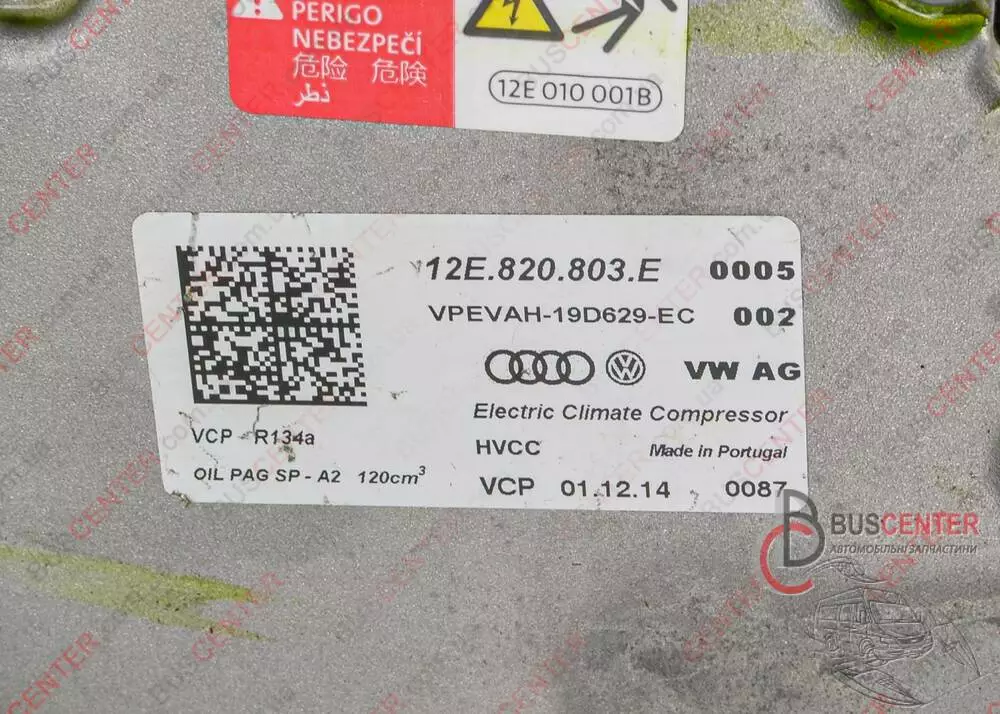 PERIGO
NEBEZPEČÍ
危险 危険
خطر
12E 010 001B
12E.820.803.E 0005
VPEVAH-19D629-EC 002
VW AG
Electric Climate Compressor
VCP - R134a
HVCC Made in Portugal
OIL PAG SP - A2 120cm³
VCP 01.12.14 0087
BUSCENTER
АВТОМОБІЛЬНІ ЗАПЧАСТИНИ